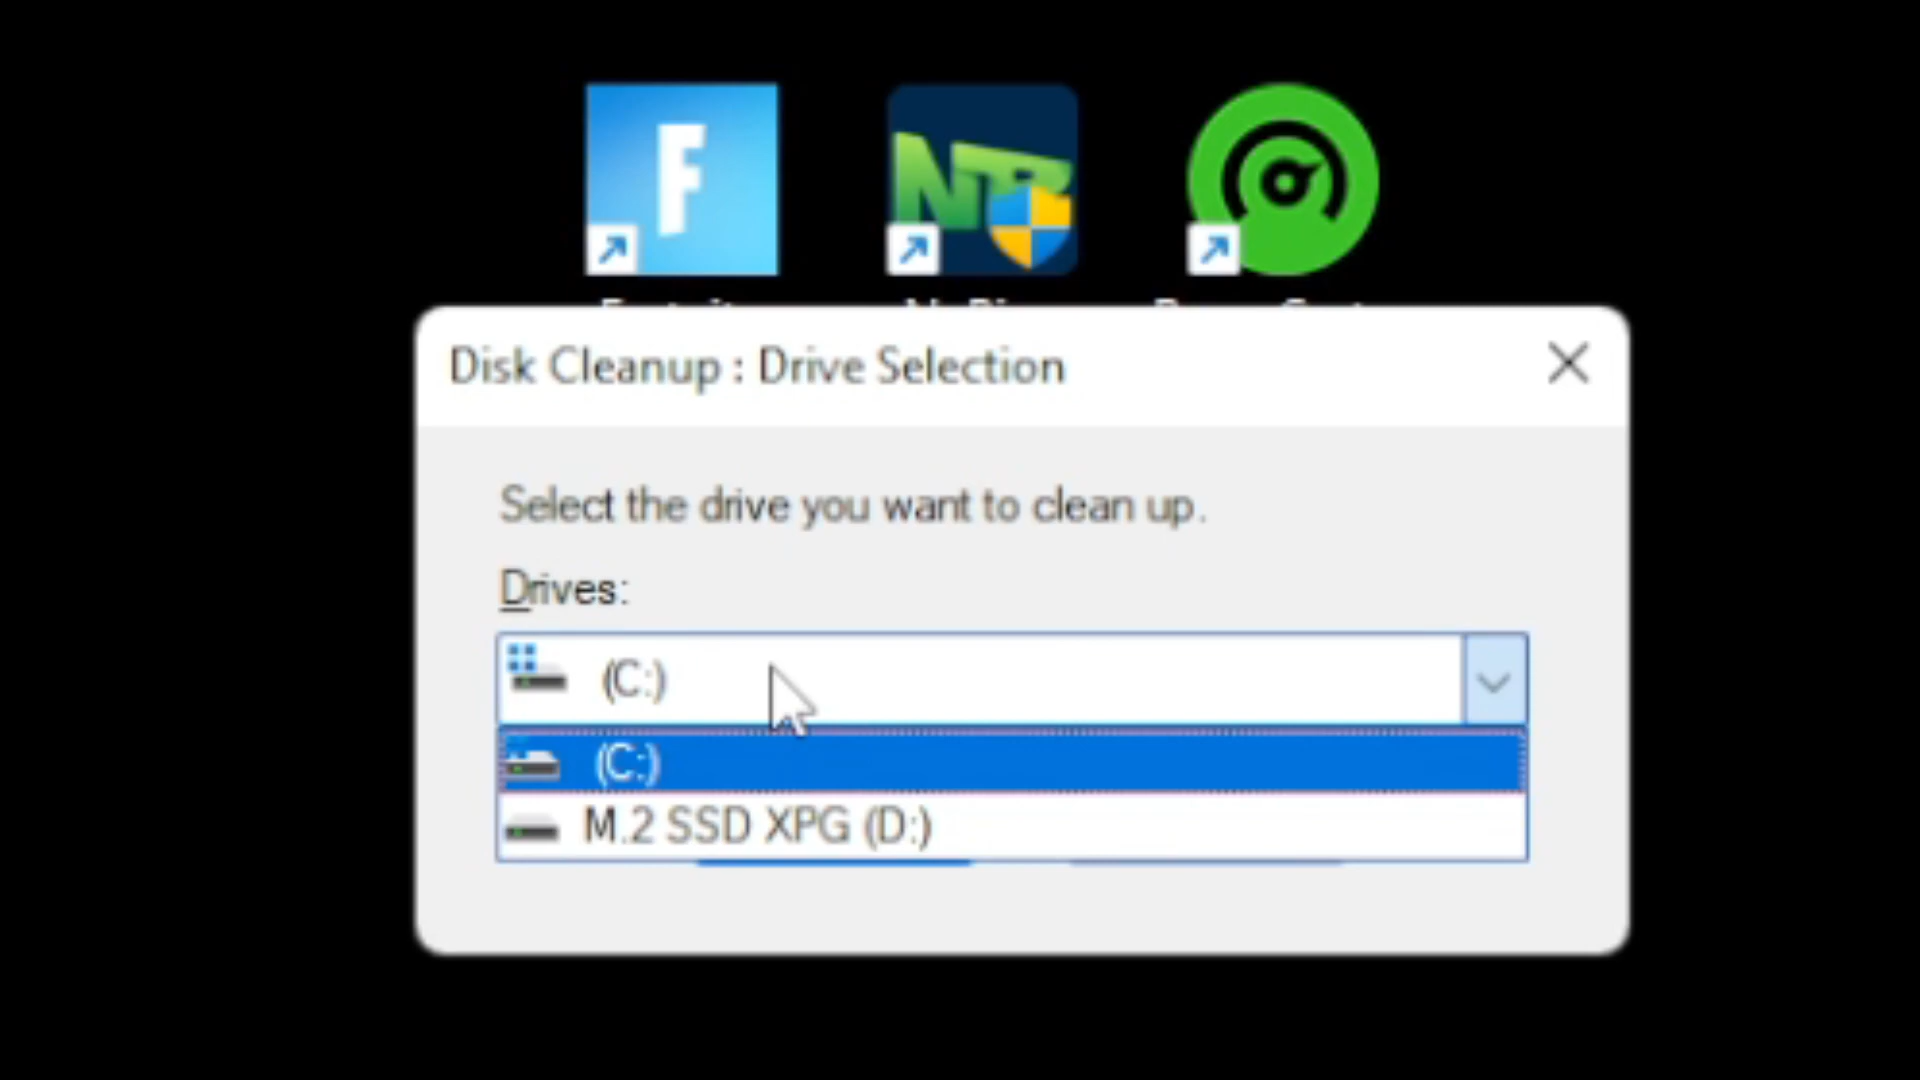 F
Disk Cleanup : Drive Selection
Select the drive you want to clean up.
Drives:
(C:)
(C:)
M.2 SSD XPG (D:)